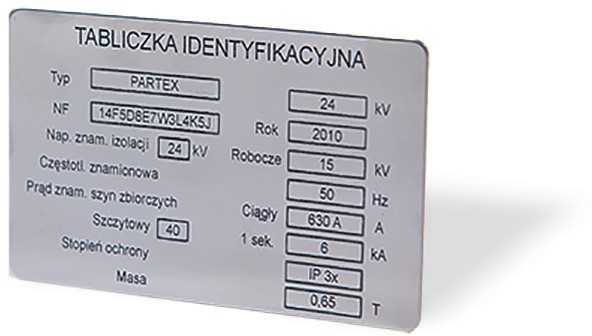 TABLICZKA IDENTYFIKACYJNA
Typ PARTEX 24 kV
NF 14F5D8E7W3L4K5J Rok 2010
Nap. znam. izolacji 24 kV Robocze 15 kV
Częstotl. znamionowa 50 Hz
Prąd znam. szyn zbiorczych Ciągły 630 A A
Szczytowy 40 1 sek. 6 kA
Stopień ochrony IP 3x
Masa 0,65 T